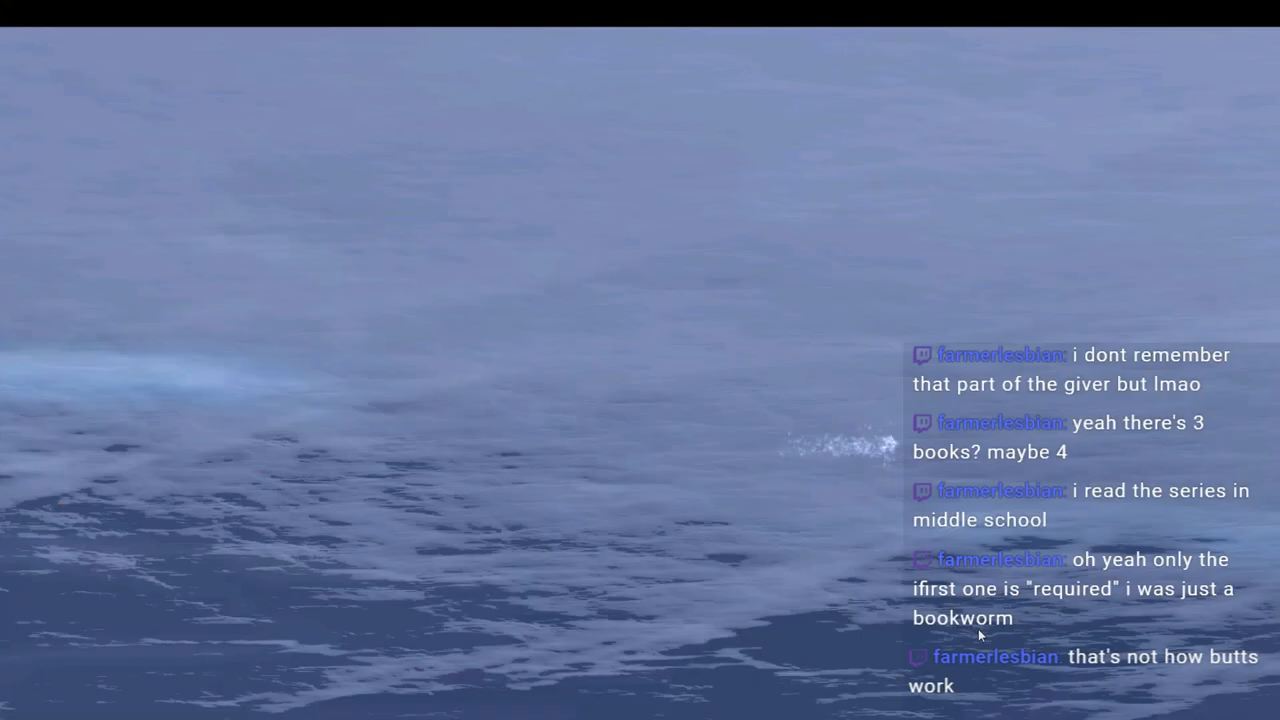 farmerlesbian: i dont remember
that part of the giver but lmao
farmerlesbian: yeah there's 3
books? maybe 4
farmerlesbian: i read the series in
middle school
farmerlesbian: oh yeah only the
ifirst one is "required" i was just a
bookworm
farmerlesbian: that's not how butts
work